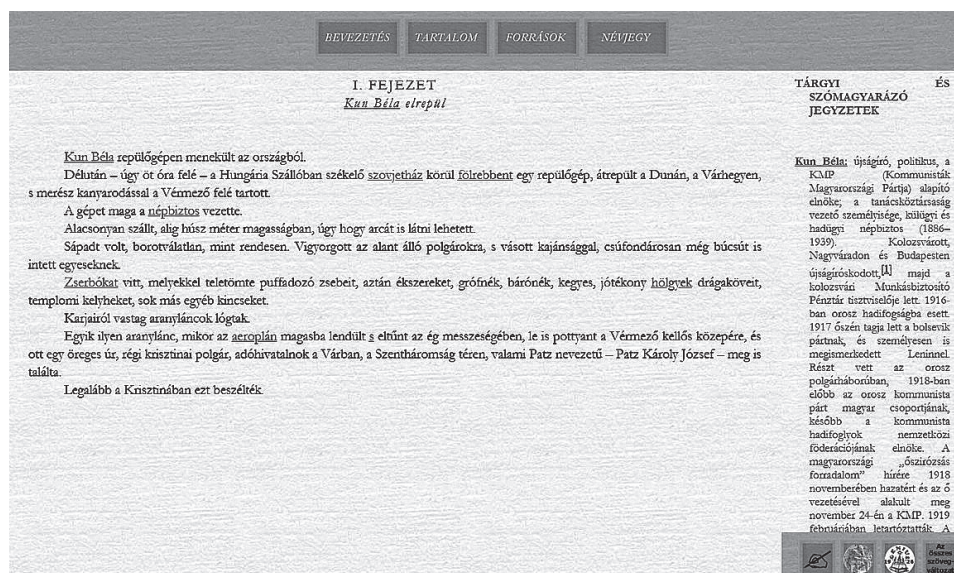 BEVEZETÉS TARTALOM FORRÁSOK NÉVJEGY
I. FEJEZET
Kun Béla elrepül
Kun Béla repülőgépen menekült az országból.
Délután – úgy öt óra felé – a Hungária Szállóban székelő szovjetház körül fölrebbent egy repülőgép, átrepült a Dunán, a Várhegyen,
s merész kanyarodással a Vérmező felé tartott.
A gépet maga a népbiztos vezette.
Alacsonyan szállt, alig húsz méter magasságban, úgy hogy arcát is látni lehetett.
Sápadt volt, borotválatlan, mint rendesen. Vigyorgott az alant álló polgárokra, s vásott kajánsággal, csúfondárosan még búcsút is
intett egyeseknek.
Zserbókat vitt, melyekkel teletömte puffadozó zsebeit, aztán ékszereket, grófnék, bárónék, kegyes, jótékony hölgyek drágaköveit,
templomi kelyheket, sok más egyéb kincseket.
Karjairól vastag aranyláncok lógtak.
Egyik ilyen aranylánc, mikor az aeroplán magasba lendült s eltűnt az ég messzeségében, le is pottyant a Vérmező kellős közepére, és
ott egy öreges úr, régi krisztinai polgár, adóhivatalnok a Várban, a Szentháromság téren, valami Patz nevezetű – Patz Károly József – meg is
találta.
Legalább a Krisztinában ezt beszélték.
TÁRGYI ÉS
SZÓMAGYARÁZÓ
JEGYZETEK
Kun Béla: újságíró, politikus, a
KMP (Kommunisták
Magyarországi Pártja) alapító
elnöke; a tanácsköztársaság
vezető személyisége, külügyi és
hadügyi népbiztos (1886–
1939). Kolozsvárott,
Nagyváradon és Budapesten
újságíróskodott,[1] majd a
kolozsvári Munkásbiztosító
Pénztár tisztviselője lett. 1916-
ban orosz hadifogságba esett.
1917 őszén tagja lett a bolsevik
pártnak, és személyesen is
megismerkedett Leninnel.
Részt vett az orosz
polgárháborúban, 1918-ban
előbb az orosz kommunista
párt magyar csoportjának,
később a kommunista
hadifoglyok nemzetközi
föderációjának elnöke. A
magyarországi „őszirózsás
forradalom” hírére 1918
novemberében hazatért és az ő
vezetésével alakult meg
november 24-én a KMP. 1919
februárjában letartóztatták. A
Az
összes
szöveg-
változat